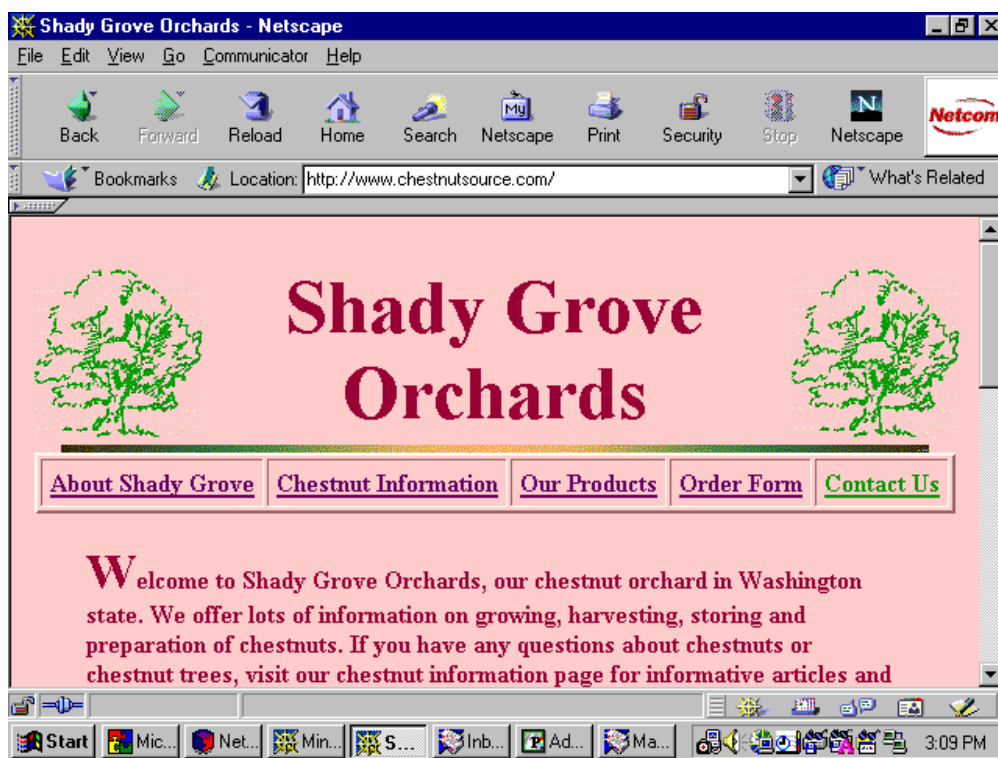 Shady Grove Orchards - Netscape
File Edit View Go Communicator Help
Back Forward Reload Home Search Netscape Print Security Stop Netscape
My
N
Netcom
Bookmarks Location: http://www.chestnutsource.com/ What's Related
Shady Grove
Orchards
About Shady Grove Chestnut Information Our Products Order Form Contact Us
Welcome to Shady Grove Orchards, our chestnut orchard in Washington
state. We offer lots of information on growing, harvesting, storing and
preparation of chestnuts. If you have any questions about chestnuts or
chestnut trees, visit our chestnut information page for informative articles and
Start Mic... Net... Min... S... Inb... Ad... Ma... 3:09 PM